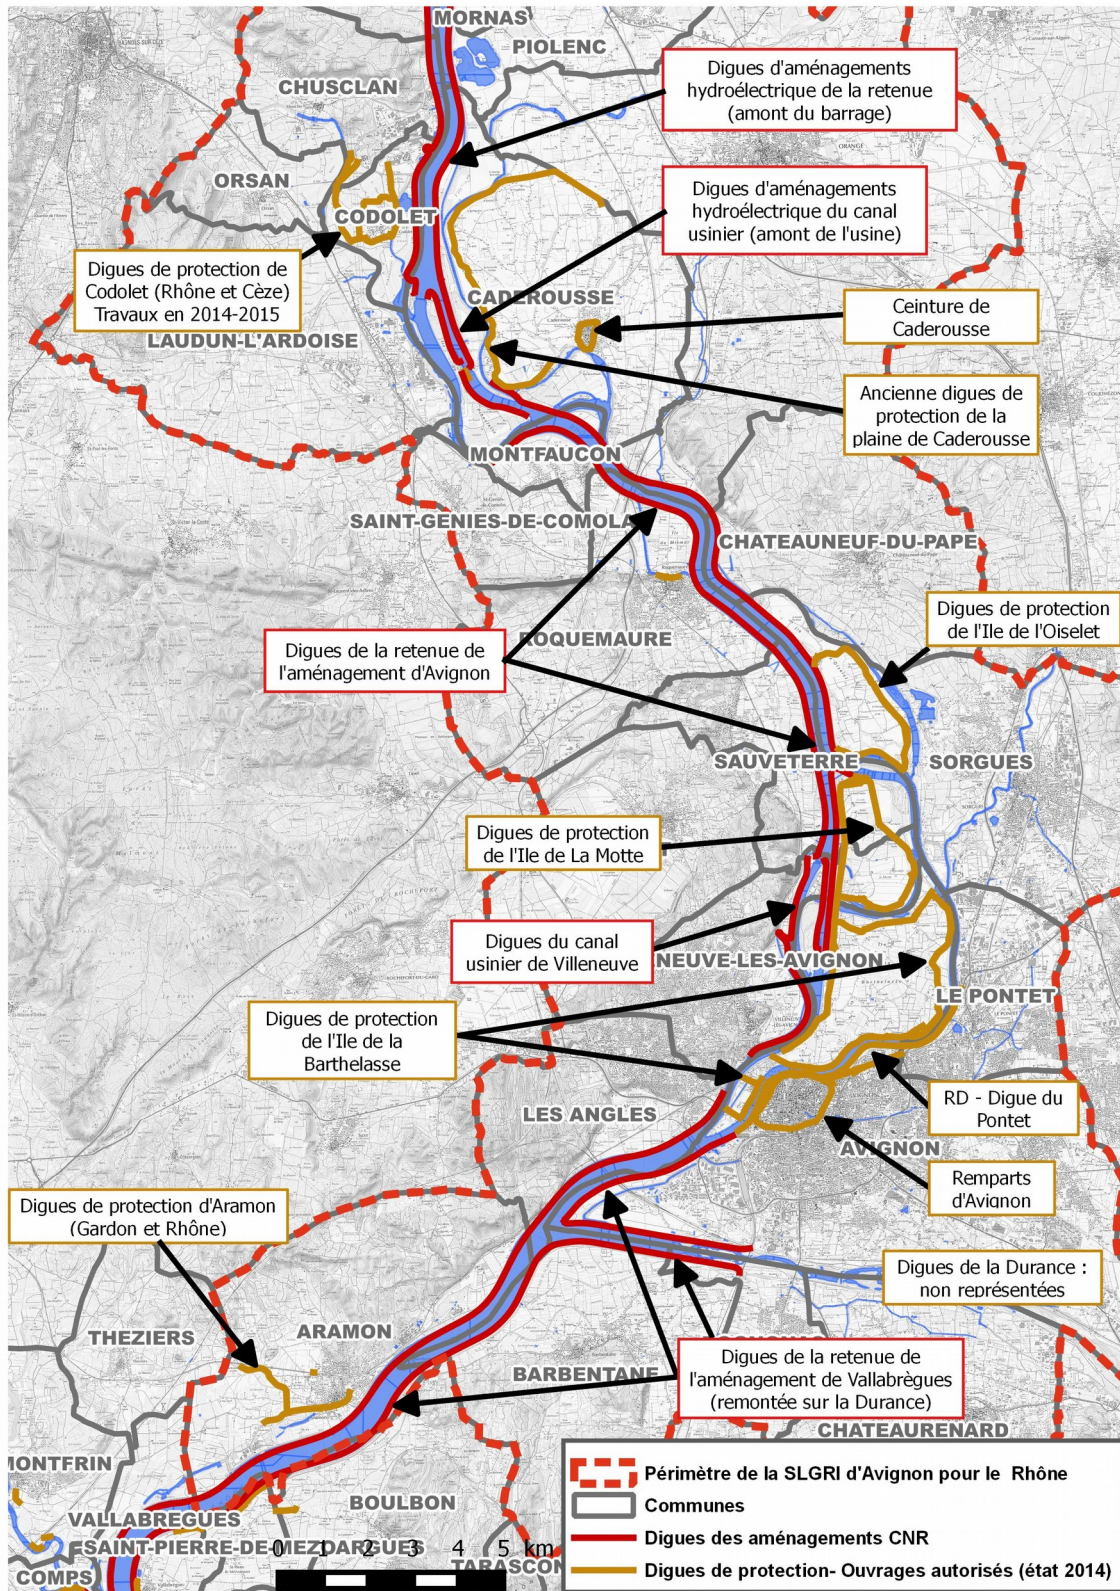 MORNAS
PIOLENC
CHUSCLAN
Digues d'aménagements
hydroélectrique de la retenue
(amont du barrage)
ORANGE
ORSAN
Digues d'aménagements
hydroélectrique du canal
usinier (amont de l'usine)
CODOLET
Digues de protection de
Codolet (Rhône et Cèze)
Travaux en 2014-2015
CADEROUSSE
Ceinture de
Caderousse
LAUDUN-L'ARDOISE
Ancienne digues de
protection de la
plaine de Caderousse
MONTFAUCON
SAINT-GENIES-DE-COMOLA
CHATEAUNEUF-DU-PAPE
Digues de protection
de l'Ile de l'Oiselet
ROQUEMAURE
Digues de la retenue de
l'aménagement d'Avignon
SAUVETERRE
SORGUES
Digues de protection
de l'Ile de La Motte
Digues du canal
usinier de Villeneuve
NEUVE-LES-AVIGNON
LE PONTET
Digues de protection
de l'Ile de la
Barthelasse
RD - Digue du
Pontet
LES ANGLES
AVIGNON
Remparts
d'Avignon
Digues de protection d'Aramon
(Gardon et Rhône)
Digues de la Durance :
non représentées
THEZIERS
ARAMON
BARBENTANE
Digues de la retenue de
l'aménagement de Vallabrègues
(remontée sur la Durance)
CHATEAURENARD
MONTFRIN
BOULBON
VALLABREGUES
SAINT-PIERRE-DE-MEZ
DARGUES
TARASCON
COMPS
0 1 2 3 4 5 km
Périmètre de la SLGRI d'Avignon pour le Rhône
Communes
Digues des aménagements CNR
Digues de protection- Ouvrages autorisés (état 2014)